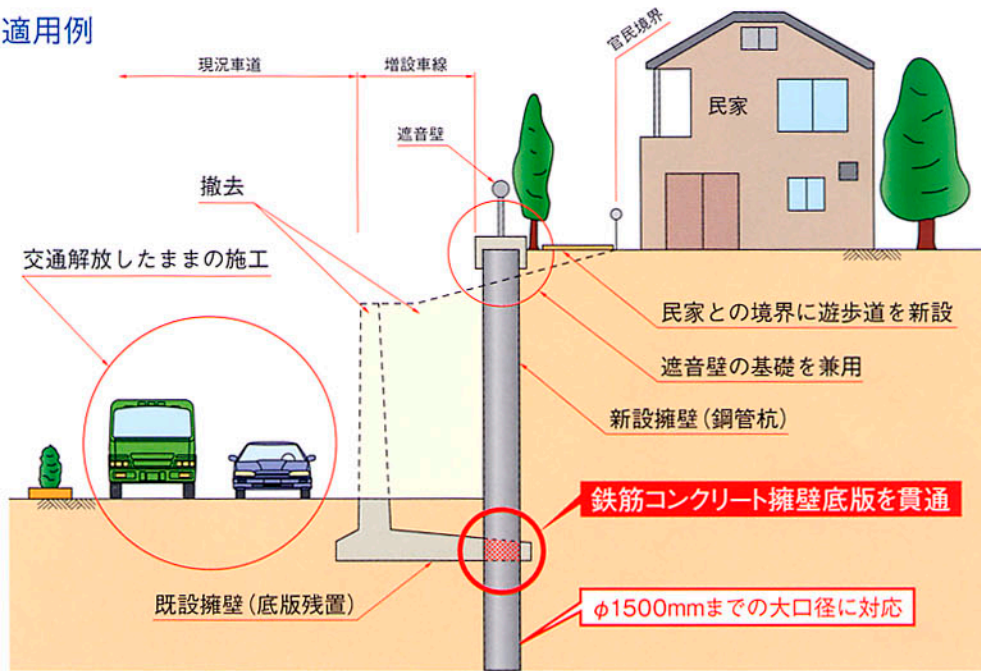 適用例
官民境界
現況車道
増設車線
遮音壁
民家
撤去
交通解放したままの施工
民家との境界に遊歩道を新設
遮音壁の基礎を兼用
新設擁壁(鋼管杭)
鉄筋コンクリート擁壁底版を貫通
既設擁壁(底版残置)
φ1500mmまでの大口径に対応